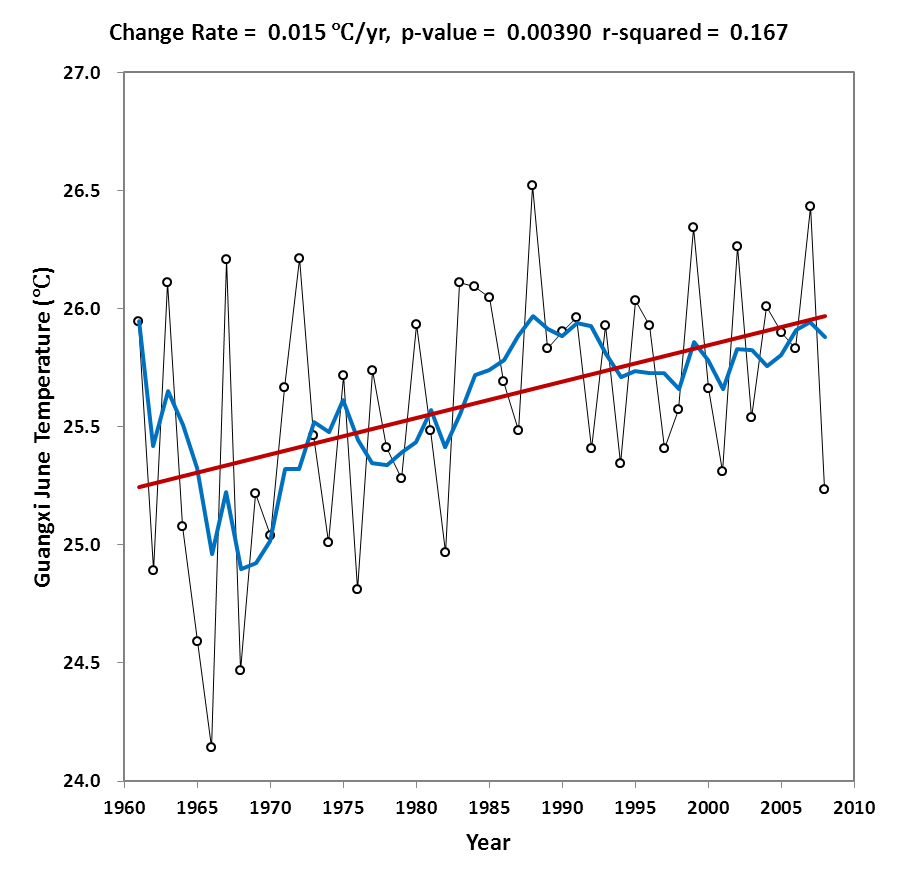 Change Rate = 0.015 ℃/yr, p-value = 0.00390 r-squared = 0.167
27.0
26.5
26.0
25.5
25.0
24.5
24.0
Guangxi June Temperature (℃)
1960 1965 1970 1975 1980 1985 1990 1995 2000 2005 2010
Year